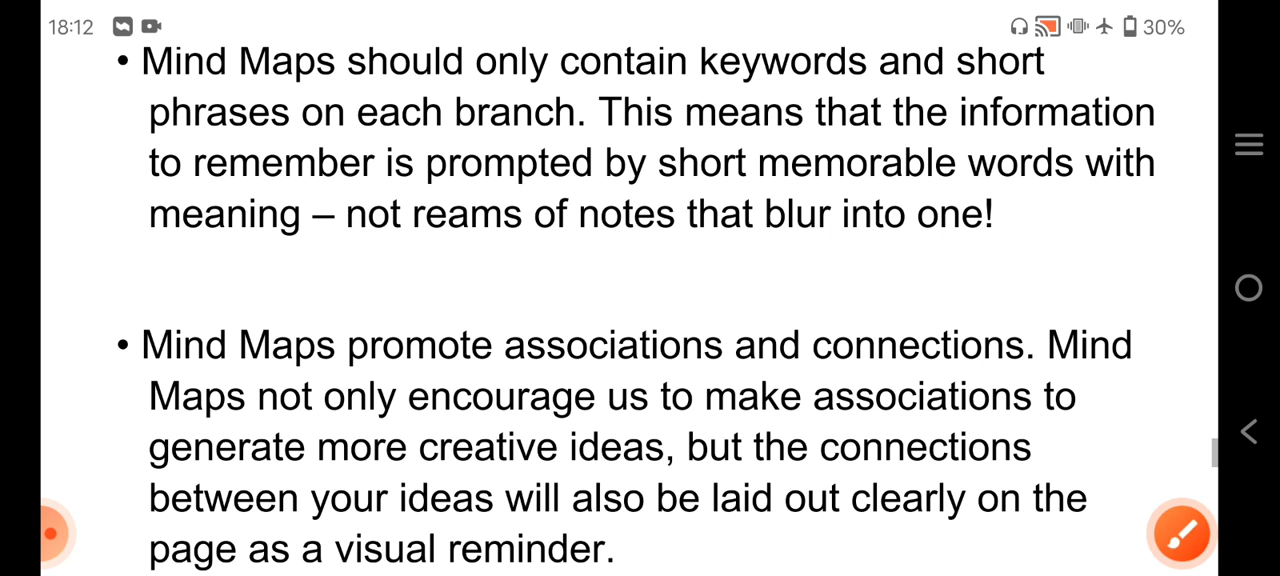 18:12 30%
• Mind Maps should only contain keywords and short
phrases on each branch. This means that the information
to remember is prompted by short memorable words with
meaning – not reams of notes that blur into one!
• Mind Maps promote associations and connections. Mind
Maps not only encourage us to make associations to
generate more creative ideas, but the connections
between your ideas will also be laid out clearly on the
page as a visual reminder.